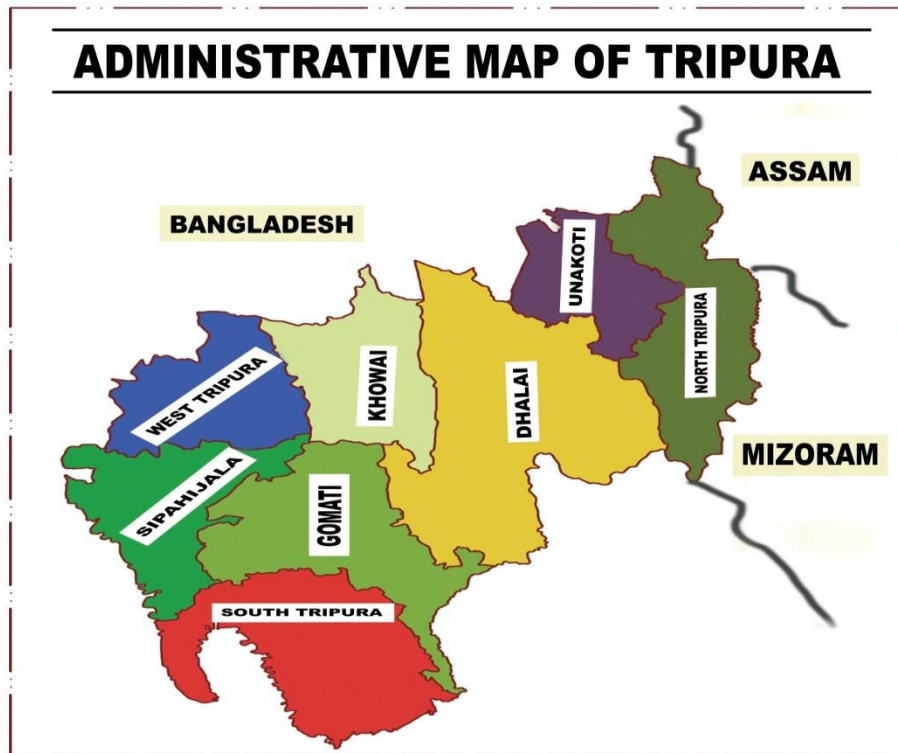 ADMINISTRATIVE MAP OF TRIPURA
ASSAM
BANGLADESH
UNAKOTI
NORTH TRIPURA
WEST TRIPURA
KHOWAI
DHALAI
MIZORAM
SIPAHIJALA
GOMATI
SOUTH TRIPURA